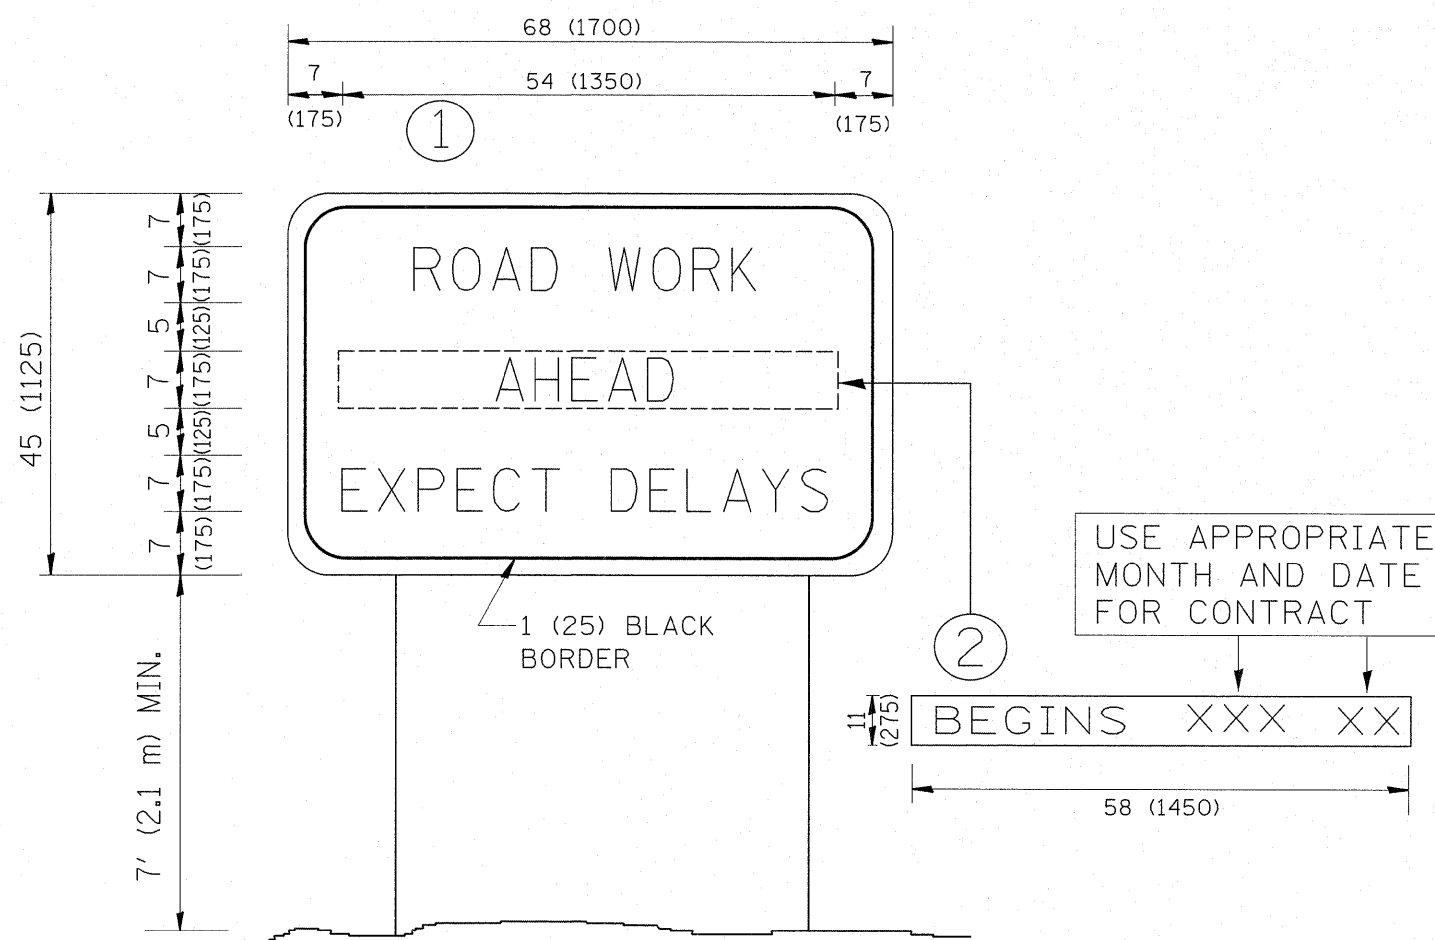 68 (1700)
7
54 (1350)
7
(175)
(175)
1
45 (1125)
7 (175)
7 (175)
5 (125)
7 (175)
5 (125)
7 (175)
7 (175)
ROAD WORK
AHEAD
EXPECT DELAYS
1 (25) BLACK
BORDER
7' (2.1 m) MIN.
USE APPROPRIATE
MONTH AND DATE
FOR CONTRACT
2
11
(275)
BEGINS XXX XX
58 (1450)